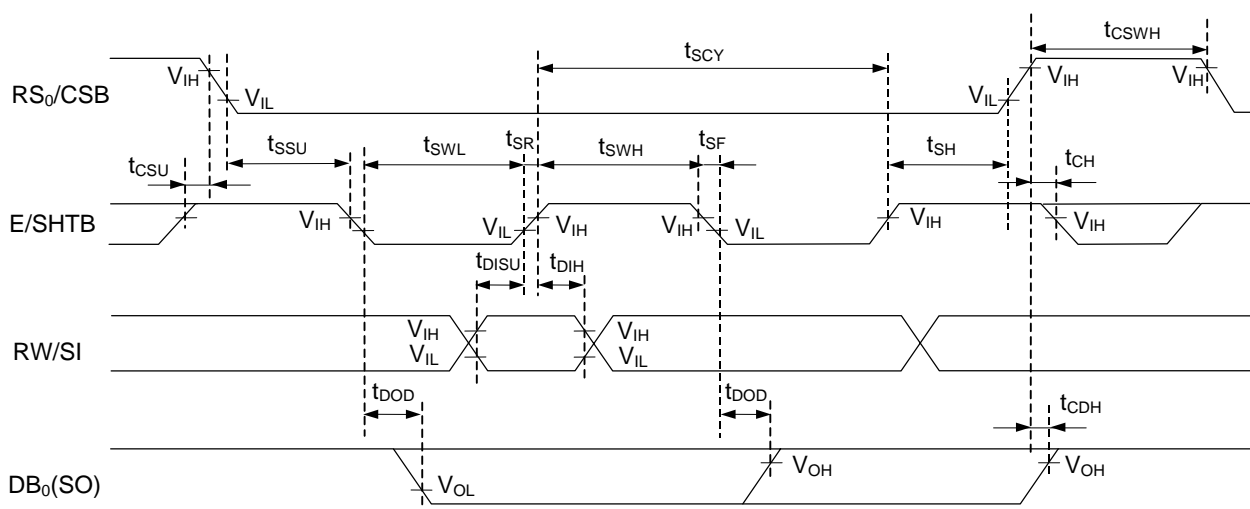 tCSWH
tSCY
RS0/CSB
VIH
VIL
VIL
VIH
VIH
tCSU
tSSU
tSWL
tSR
tSWH
tSF
tSH
tCH
E/SHTB
VIH
VIL
VIH
VIH
VIL
VIH
VIH
tDISU
tDIH
RW/SI
VIH
VIL
VIH
VIL
tDOD
tDOD
tCDH
DB0(SO)
VOL
VOH
VOH